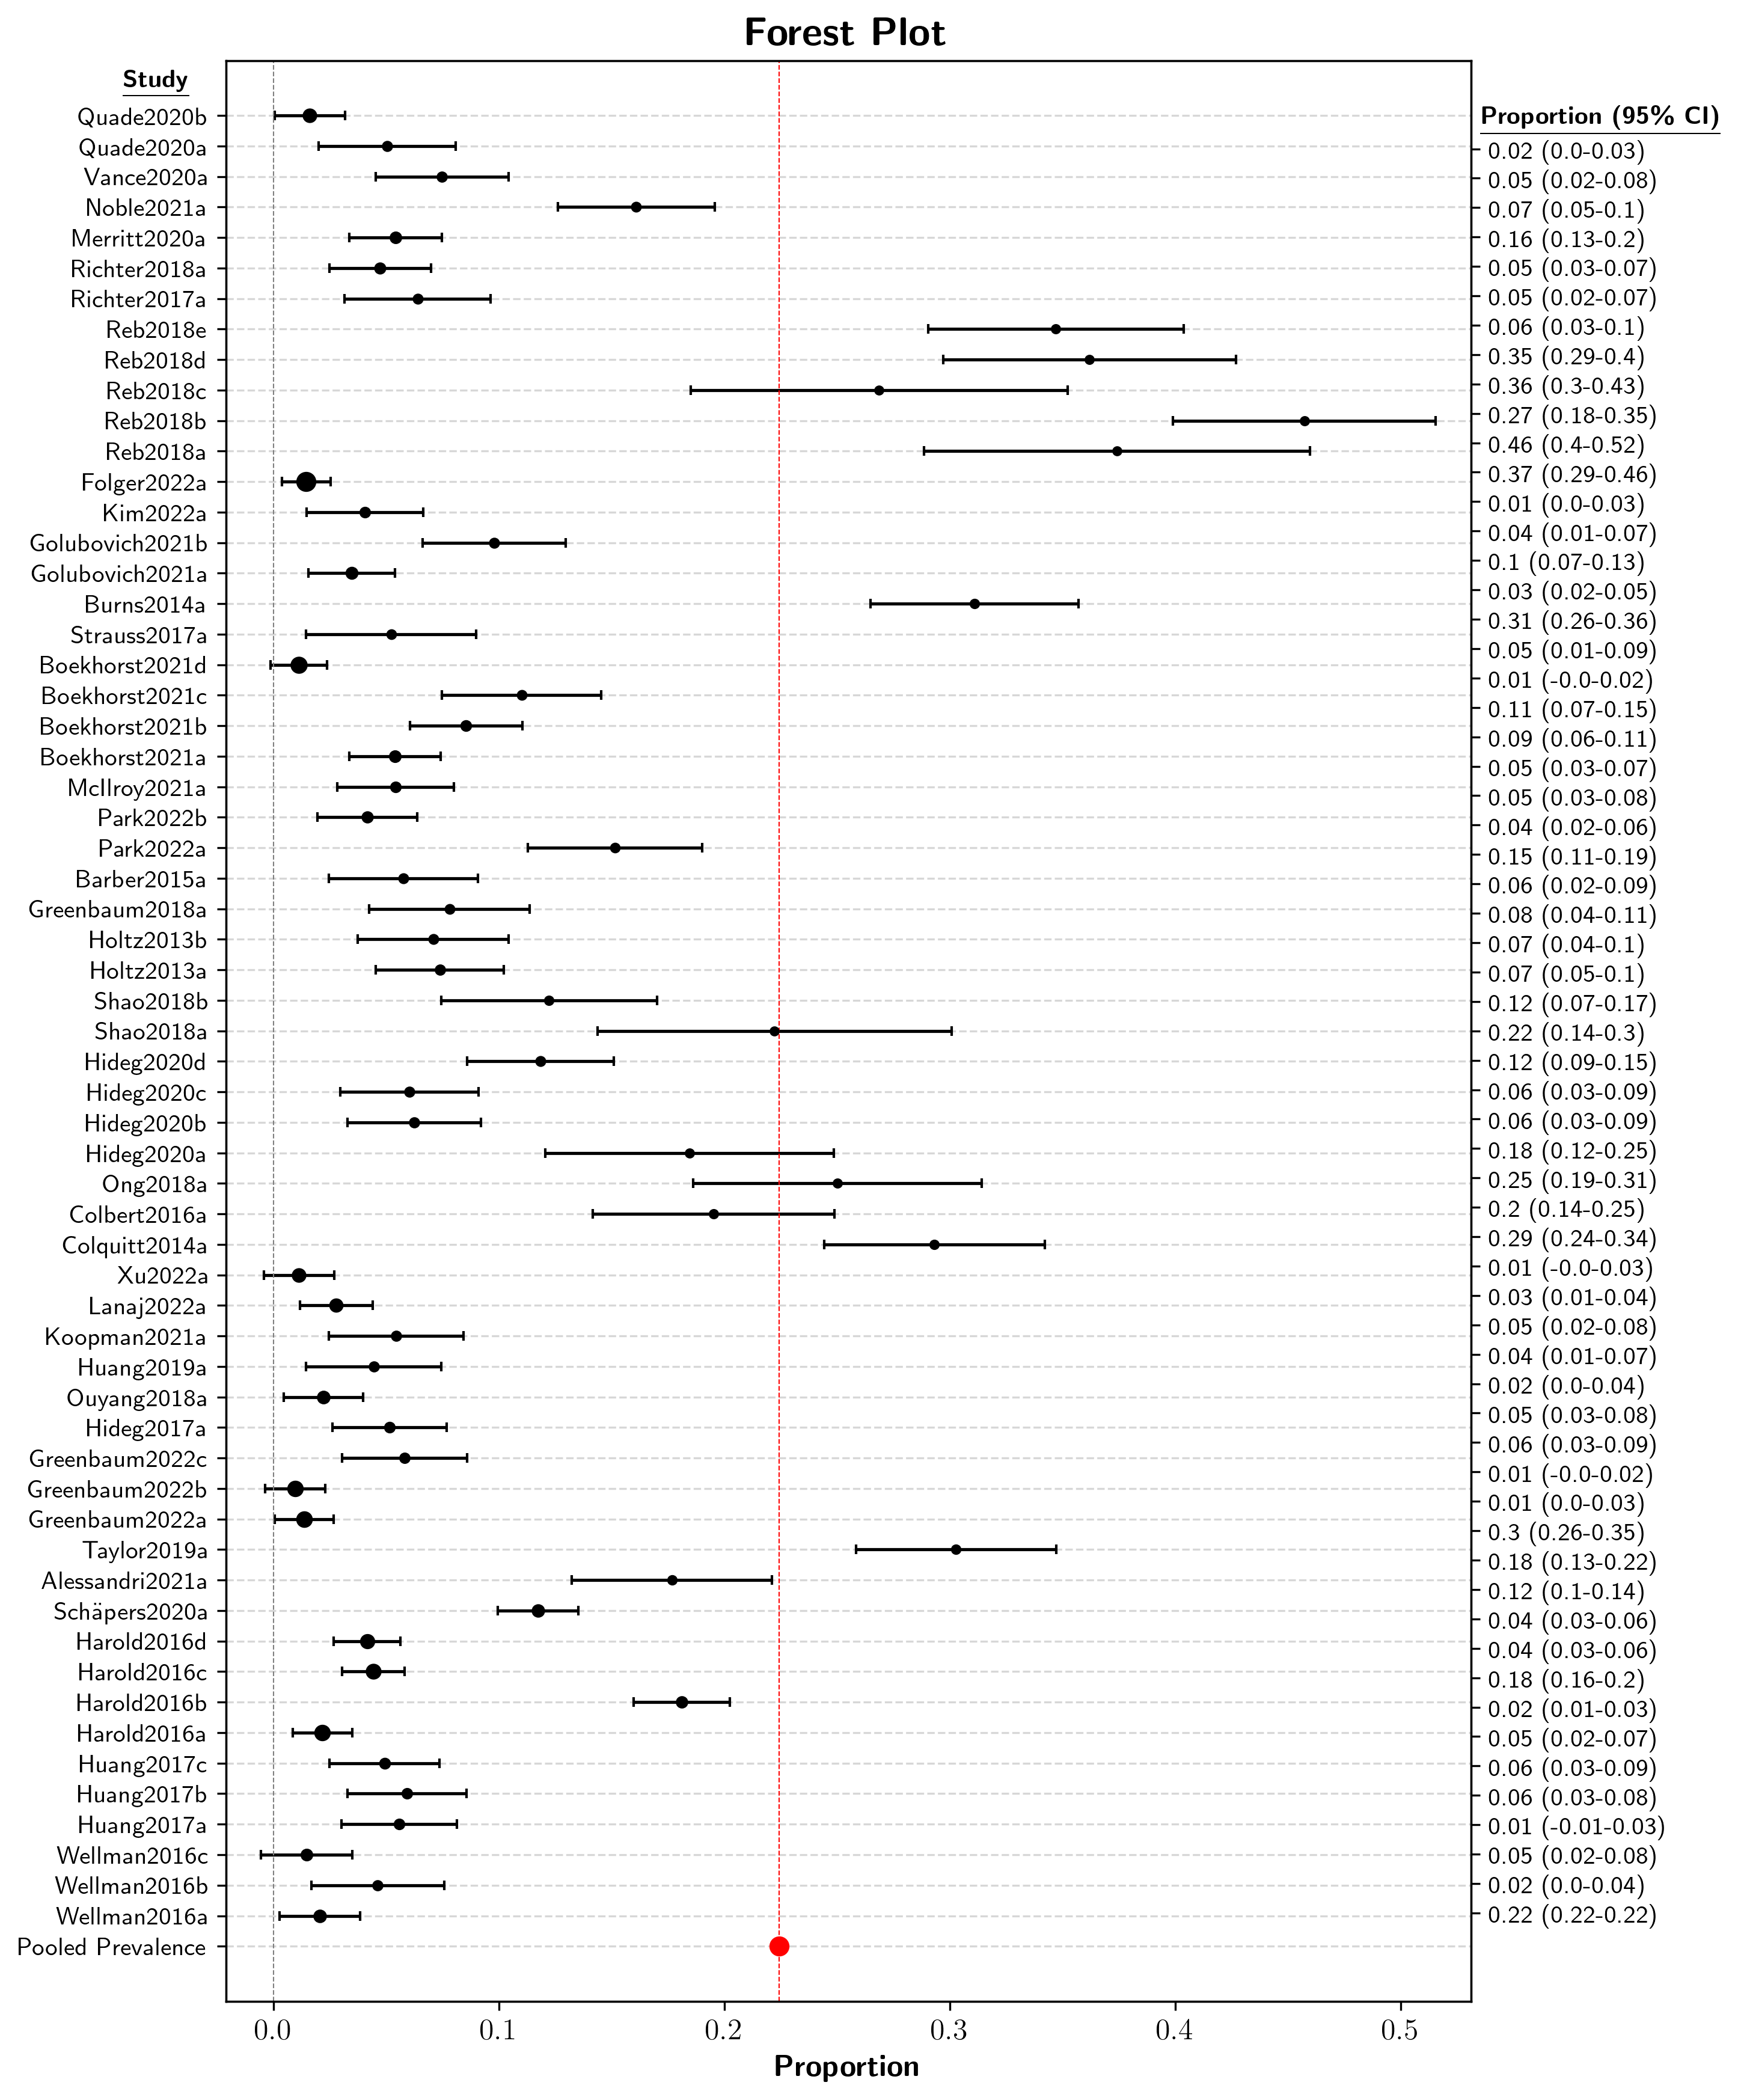 Forest Plot
Study
Proportion (95% CI)
Quade2020b
0.02 (0.0-0.03)
Quade2020a
0.05 (0.02-0.08)
Vance2020a
0.07 (0.05-0.1)
Noble2021a
0.16 (0.13-0.2)
Merritt2020a
0.05 (0.03-0.07)
Richter2018a
0.05 (0.02-0.07)
Richter2017a
0.06 (0.03-0.1)
Reb2018e
0.35 (0.29-0.4)
Reb2018d
0.36 (0.3-0.43)
Reb2018c
0.27 (0.18-0.35)
Reb2018b
0.46 (0.4-0.52)
Reb2018a
0.37 (0.29-0.46)
Folger2022a
0.01 (0.0-0.03)
Kim2022a
0.04 (0.01-0.07)
Golubovich2021b
0.1 (0.07-0.13)
Golubovich2021a
0.03 (0.02-0.05)
Burns2014a
0.31 (0.26-0.36)
Strauss2017a
0.05 (0.01-0.09)
Boekhorst2021d
0.01 (-0.0-0.02)
Boekhorst2021c
0.11 (0.07-0.15)
Boekhorst2021b
0.09 (0.06-0.11)
Boekhorst2021a
0.05 (0.03-0.07)
McIlroy2021a
0.05 (0.03-0.08)
Park2022b
0.04 (0.02-0.06)
Park2022a
0.15 (0.11-0.19)
Barber2015a
0.06 (0.02-0.09)
Greenbaum2018a
0.08 (0.04-0.11)
Holtz2013b
0.07 (0.04-0.1)
Holtz2013a
0.07 (0.05-0.1)
Shao2018b
0.12 (0.07-0.17)
Shao2018a
0.22 (0.14-0.3)
Hideg2020d
0.12 (0.09-0.15)
Hideg2020c
0.06 (0.03-0.09)
Hideg2020b
0.06 (0.03-0.09)
Hideg2020a
0.18 (0.12-0.25)
Ong2018a
0.25 (0.19-0.31)
Colbert2016a
0.2 (0.14-0.25)
Colquitt2014a
0.29 (0.24-0.34)
Xu2022a
0.01 (-0.0-0.03)
Lanaj2022a
0.03 (0.01-0.04)
Koopman2021a
0.05 (0.02-0.08)
Huang2019a
0.04 (0.01-0.07)
Ouyang2018a
0.02 (0.0-0.04)
Hideg2017a
0.05 (0.03-0.08)
Greenbaum2022c
0.06 (0.03-0.09)
Greenbaum2022b
0.01 (-0.0-0.02)
Greenbaum2022a
0.01 (0.0-0.03)
Taylor2019a
0.3 (0.26-0.35)
Alessandri2021a
0.18 (0.13-0.22)
Schäpers2020a
0.12 (0.1-0.14)
Harold2016d
0.04 (0.03-0.06)
Harold2016c
0.04 (0.03-0.06)
Harold2016b
0.18 (0.16-0.2)
Harold2016a
0.02 (0.01-0.03)
Huang2017c
0.05 (0.02-0.07)
Huang2017b
0.06 (0.03-0.09)
Huang2017a
0.06 (0.03-0.08)
Wellman2016c
0.01 (-0.01-0.03)
Wellman2016b
0.05 (0.02-0.08)
Wellman2016a
0.02 (0.0-0.04)
Pooled Prevalence
0.22 (0.22-0.22)
0.0 0.1 0.2 0.3 0.4 0.5
Proportion